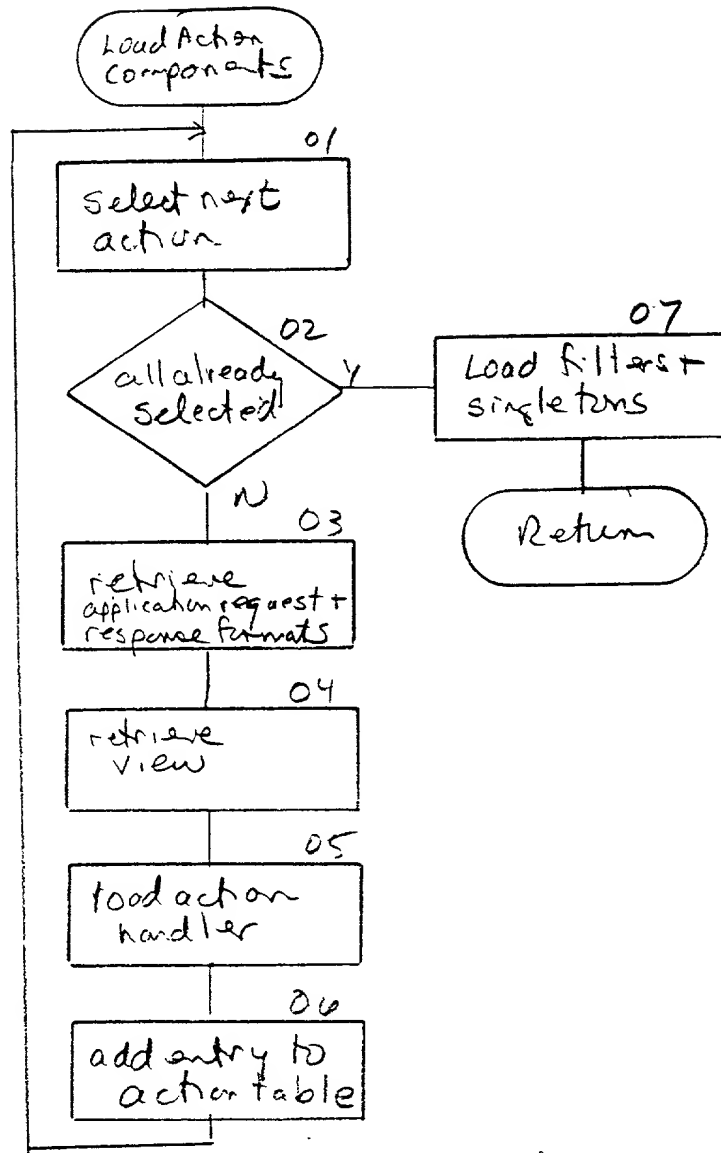 Load Action
Components
01
select next
action
02
all already
selected
Y
N
03
retrieve
application request +
response formats
04
retrieve
view
05
load action
handler
06
add entry to
action table
07
Load filters +
singletons
Return